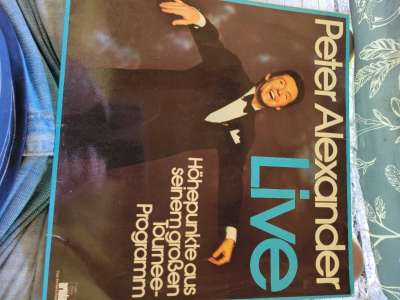 Peter Alexander
Live
Höhepunkte aus
seinem großen
Tournee-
Programm